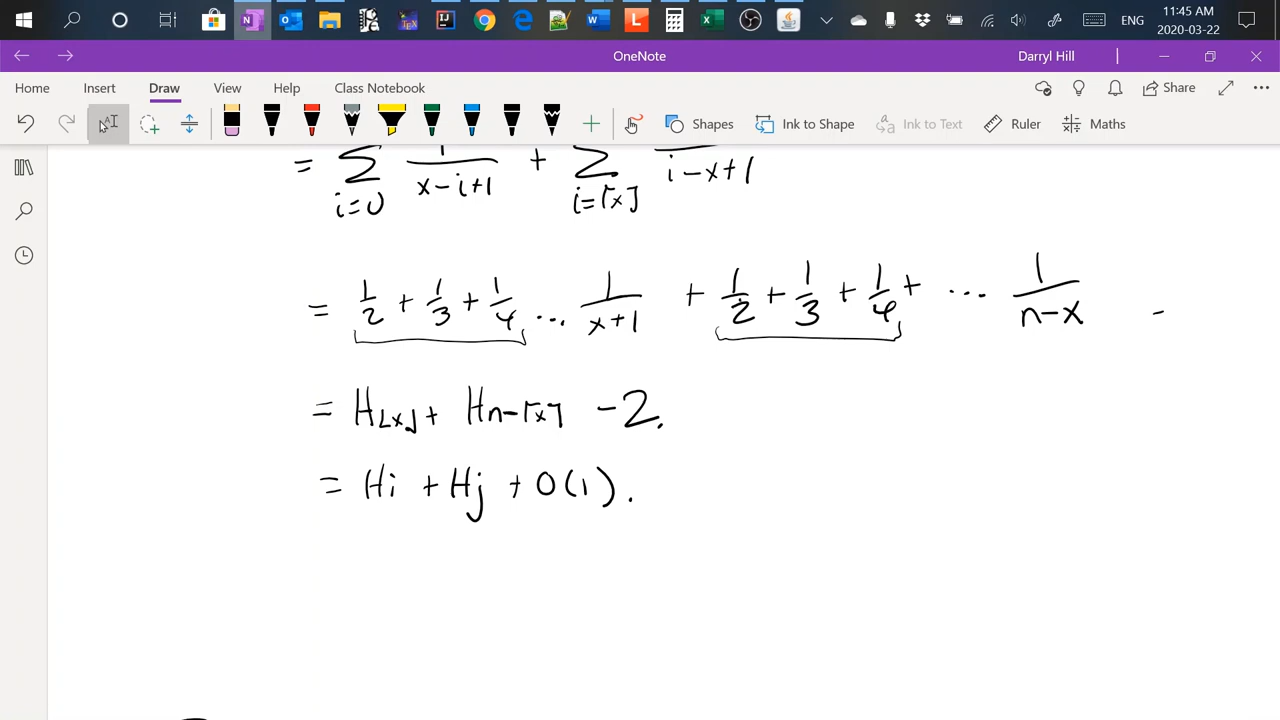 11:45 AM
ENG
2020-03-22
OneNote
Darryl Hill
Home Insert Draw View Help Class Notebook
Share
Shapes Ink to Shape Ink to Text Ruler Maths
= ∑ i=0 1/(x-i+1) + ∑ i=⌈x⌉ i-x+1
= 1/2 + 1/3 + 1/4 ... 1/(x+1) + 1/2 + 1/3 + 1/4 + ... 1/(n-x) -
= H⌊x⌋ + Hn-⌈x⌉ -2.
= Hi + Hj + O(1).